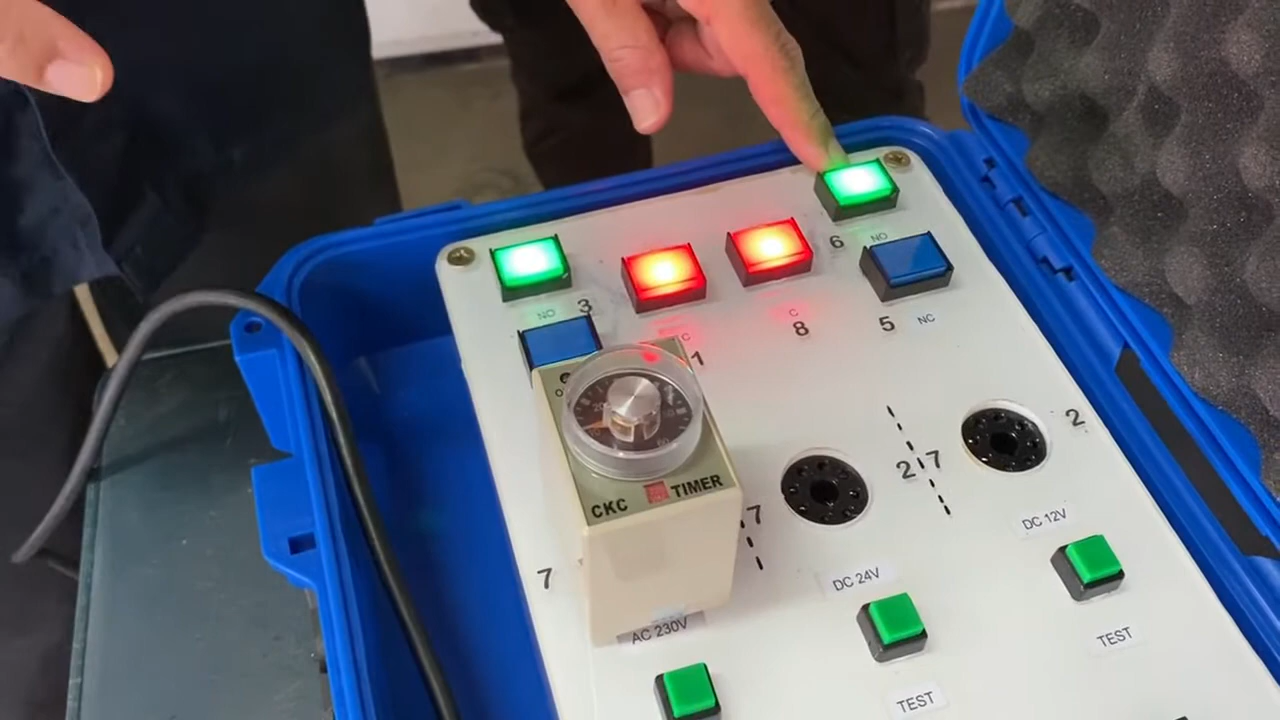 6 NO
3
NO
C
8
5 NC
C
1
2
2 7
7
CKC TIMER
DC 12V
7
DC 24V
AC 230V
TEST
TEST